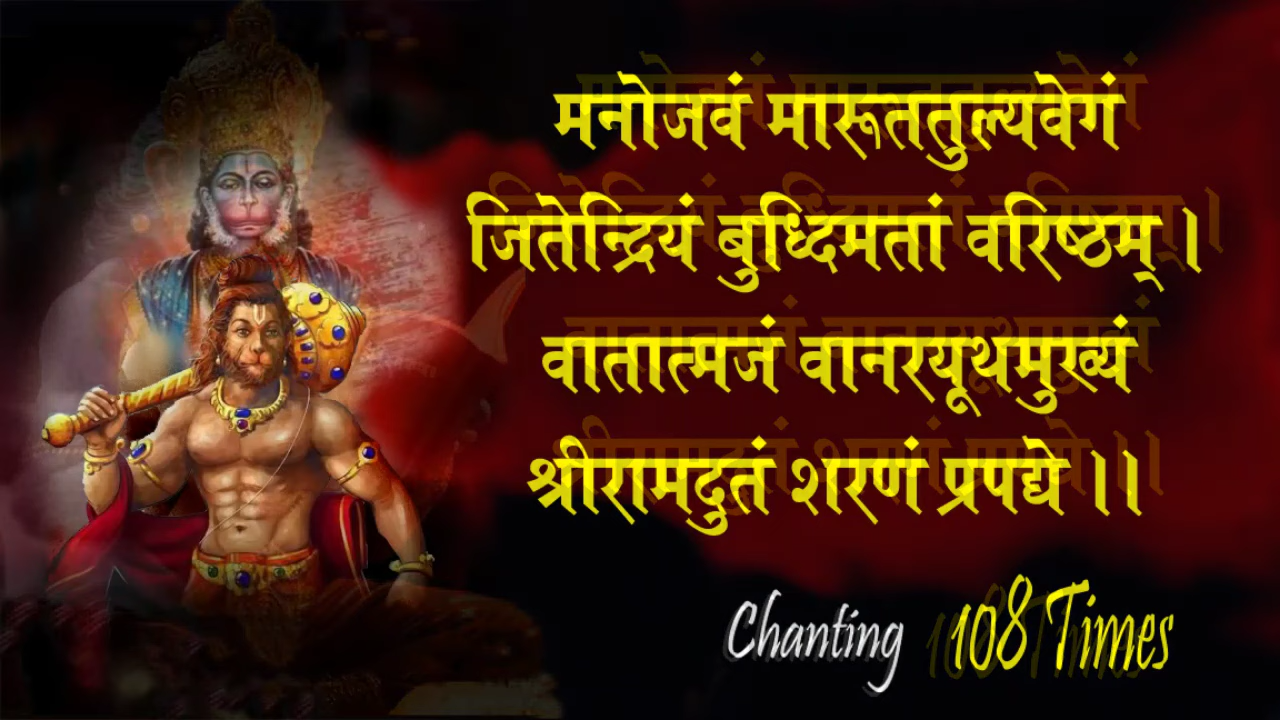 मनोजवं मारूततुल्यवेगं
जितेन्द्रियं बुध्दिमतां वरिष्ठम् ।
वातात्मजं वानरयूथमुख्यं
श्रीरामदुतं शरणं प्रपद्ये ।।
Chanting 108 Times